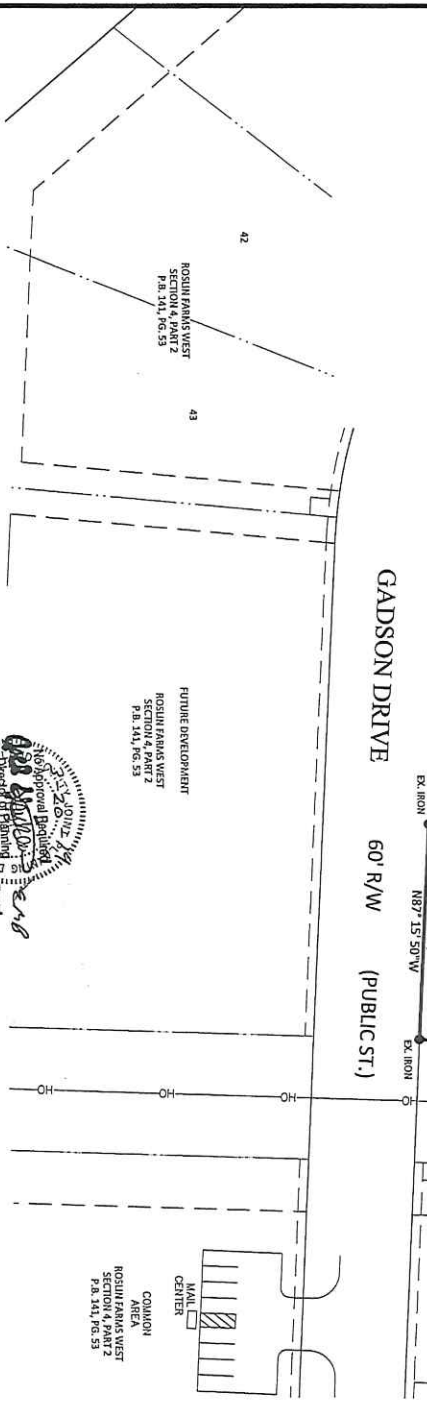 42
ROSLIN FARMS WEST
SECTION 4, PART 2
P.B. 141, PG. 53
43
GADSON DRIVE
60' R/W
(PUBLIC ST.)
EX. IRON
N87° 15' 50"W
EX. IRON
FUTURE DEVELOPMENT
ROSLIN FARMS WEST
SECTION 4, PART 2
P.B. 141, PG. 53
No Approval Required
Director of Planning
OH
OH
OH
OH
MAIL
CENTER
COMMON
AREA
ROSLIN FARMS WEST
SECTION 4, PART 2
P.B. 141, PG. 53